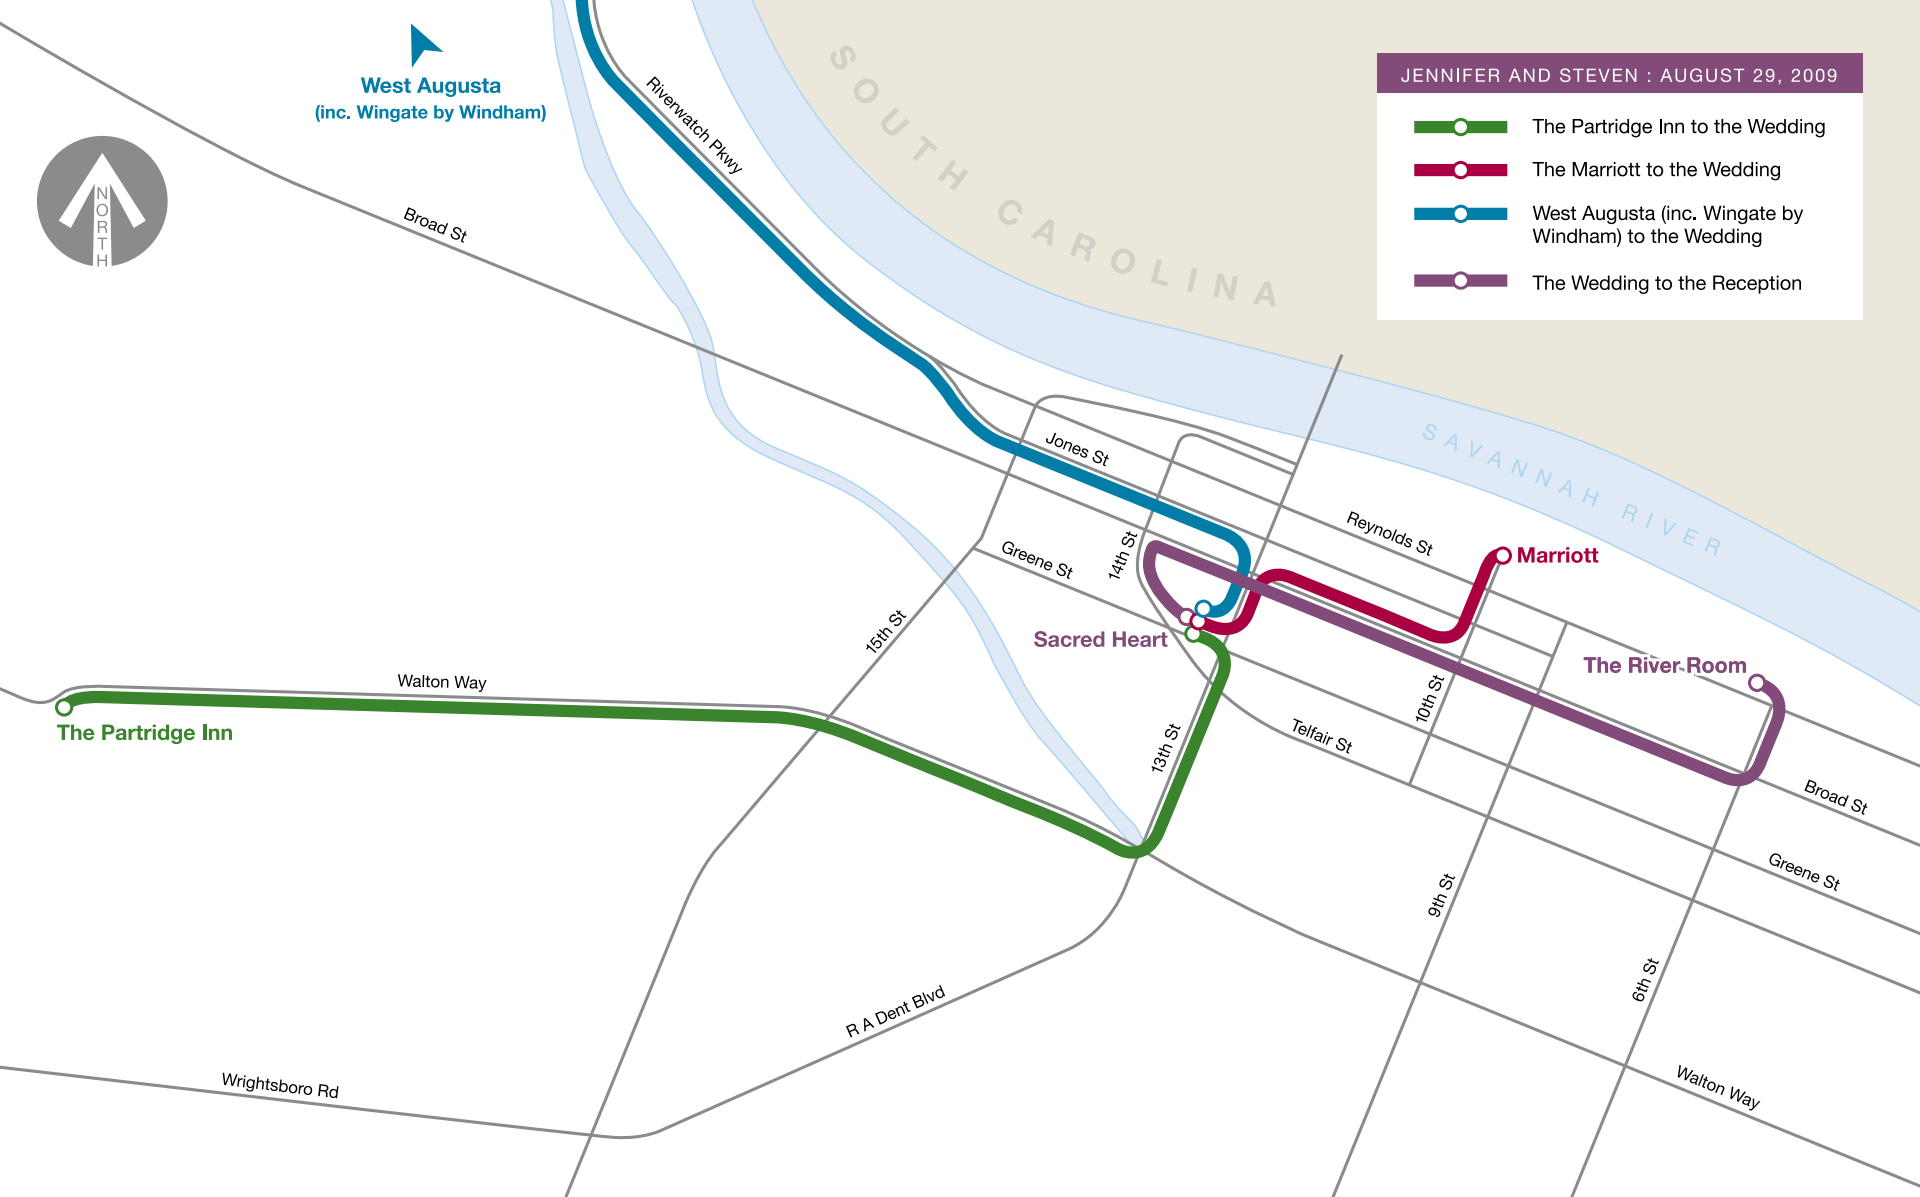 West Augusta
(inc. Wingate by Windham)
NORTH
SOUTH CAROLINA
JENNIFER AND STEVEN : AUGUST 29, 2009
The Partridge Inn to the Wedding
The Marriott to the Wedding
West Augusta (inc. Wingate by
Windham) to the Wedding
The Wedding to the Reception
Riverwatch Pkwy
Broad St
Jones St
SAVANNAH RIVER
Reynolds St
Marriott
Greene St
14th St
15th St
Sacred Heart
The River Room
Walton Way
The Partridge Inn
10th St
13th St
Telfair St
Broad St
Greene St
9th St
6th St
R A Dent Blvd
Wrightsboro Rd
Walton Way